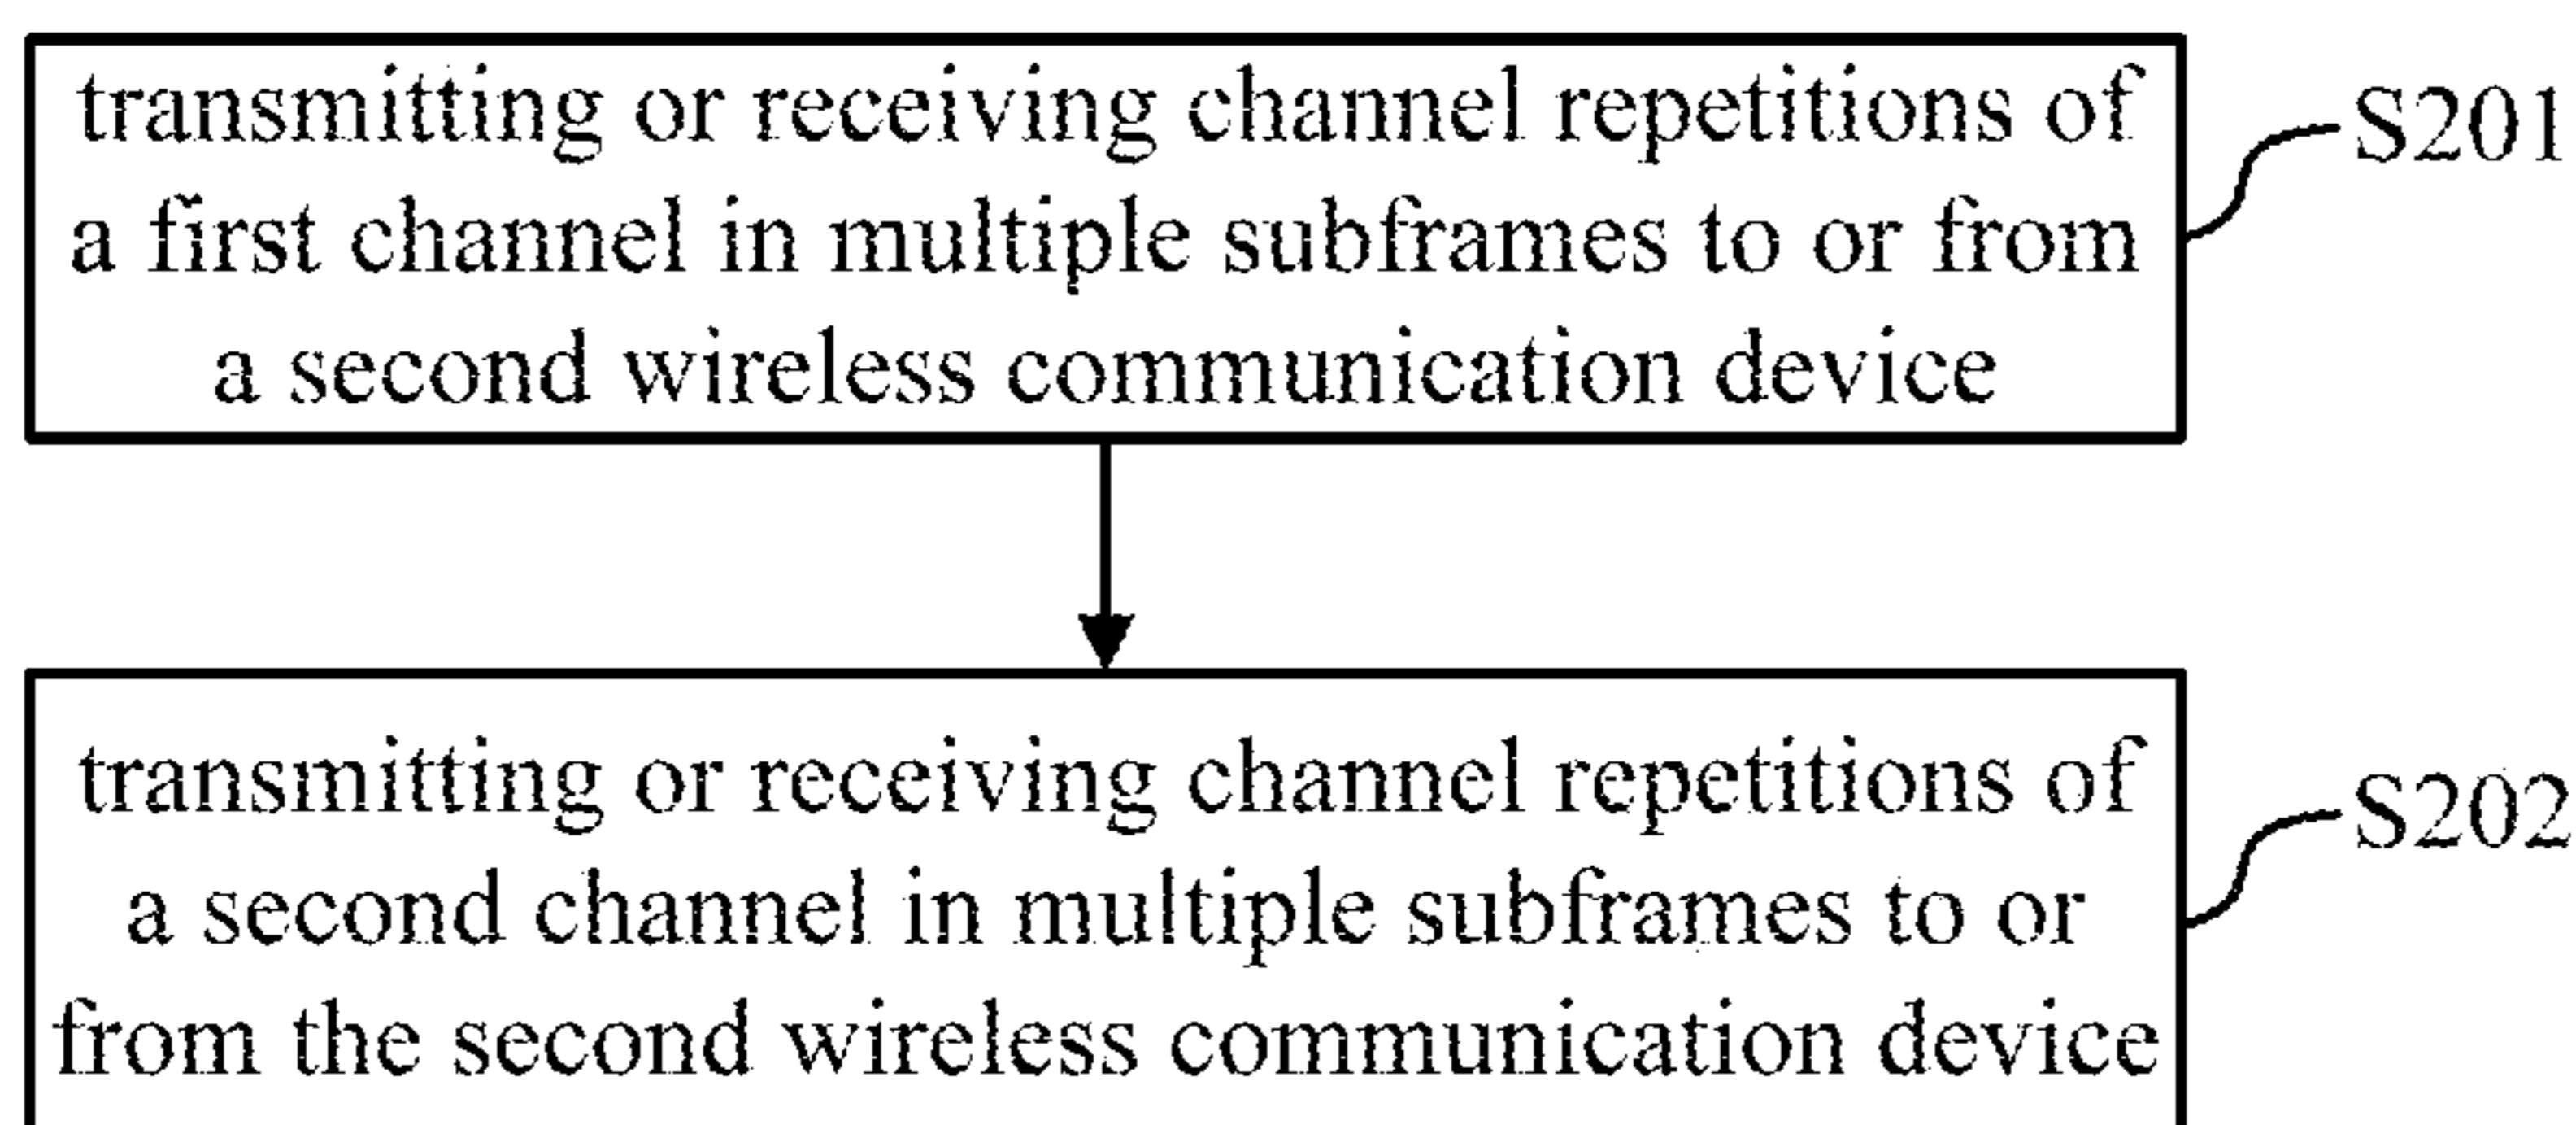 transmitting or receiving channel repetitions of
a first channel in multiple subframes to or from
a second wireless communication device
S201
transmitting or receiving channel repetitions of
a second channel in multiple subframes to or
from the second wireless communication device
S202